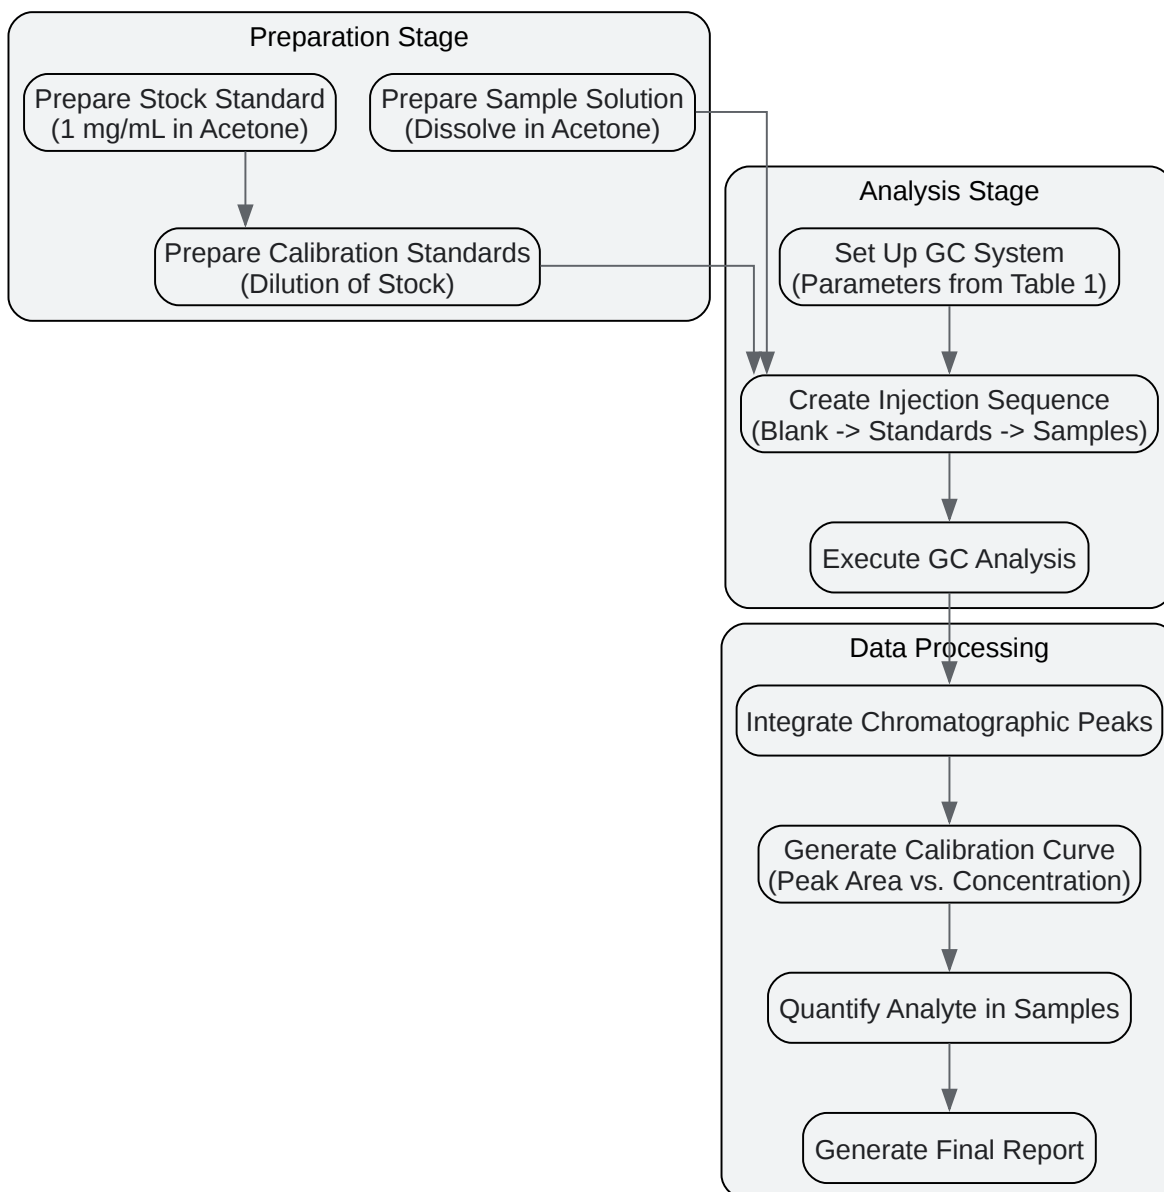 Preparation Stage
Prepare Stock Standard
(1 mg/mL in Acetone)
Prepare Sample Solution
(Dissolve in Acetone)
Prepare Calibration Standards
(Dilution of Stock)
Analysis Stage
Set Up GC System
(Parameters from Table 1)
Create Injection Sequence
(Blank -> Standards -> Samples)
Execute GC Analysis
Data Processing
Integrate Chromatographic Peaks
Generate Calibration Curve
(Peak Area vs. Concentration)
Quantify Analyte in Samples
Generate Final Report